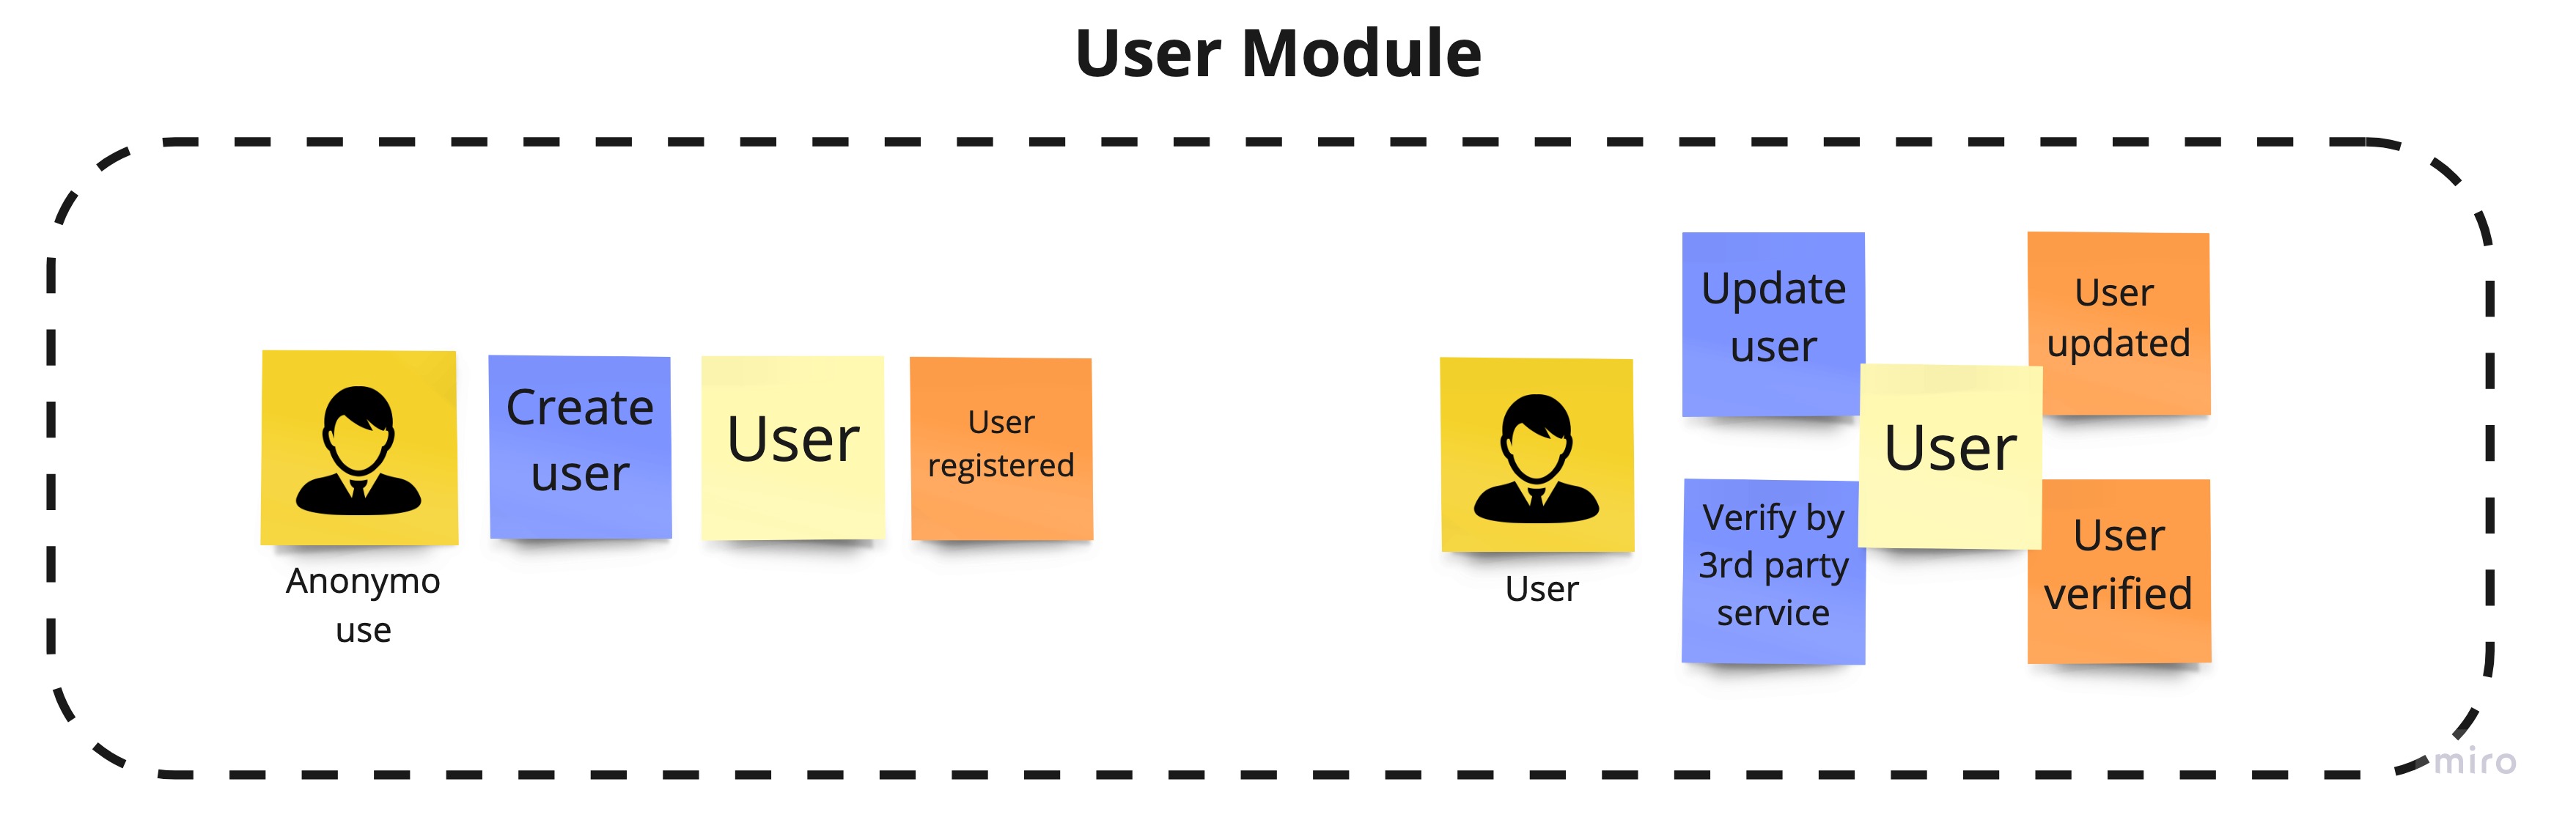 User Module
Create
user
User
User
registered
Anonymo
use
User
Update
user
Verify by
3rd party
service
User
User
updated
User
verified
miro